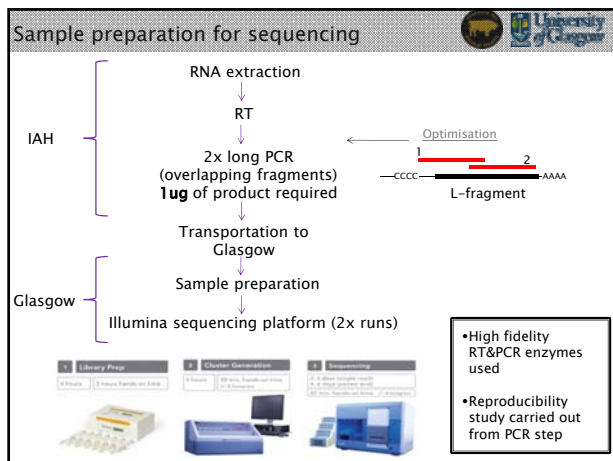 Sample preparation for sequencing
University
of Glasgow
RNA extraction
RT
IAH
2x long PCR
(overlapping fragments)
1ug of product required
Optimisation
1
2
CCCC
AAAA
L-fragment
Transportation to
Glasgow
Glasgow
Sample preparation
Illumina sequencing platform (2x runs)
1 Library Prep
2 Cluster Generation
3 Sequencing
•High fidelity
RT&PCR enzymes
used
•Reproducibility
study carried out
from PCR step